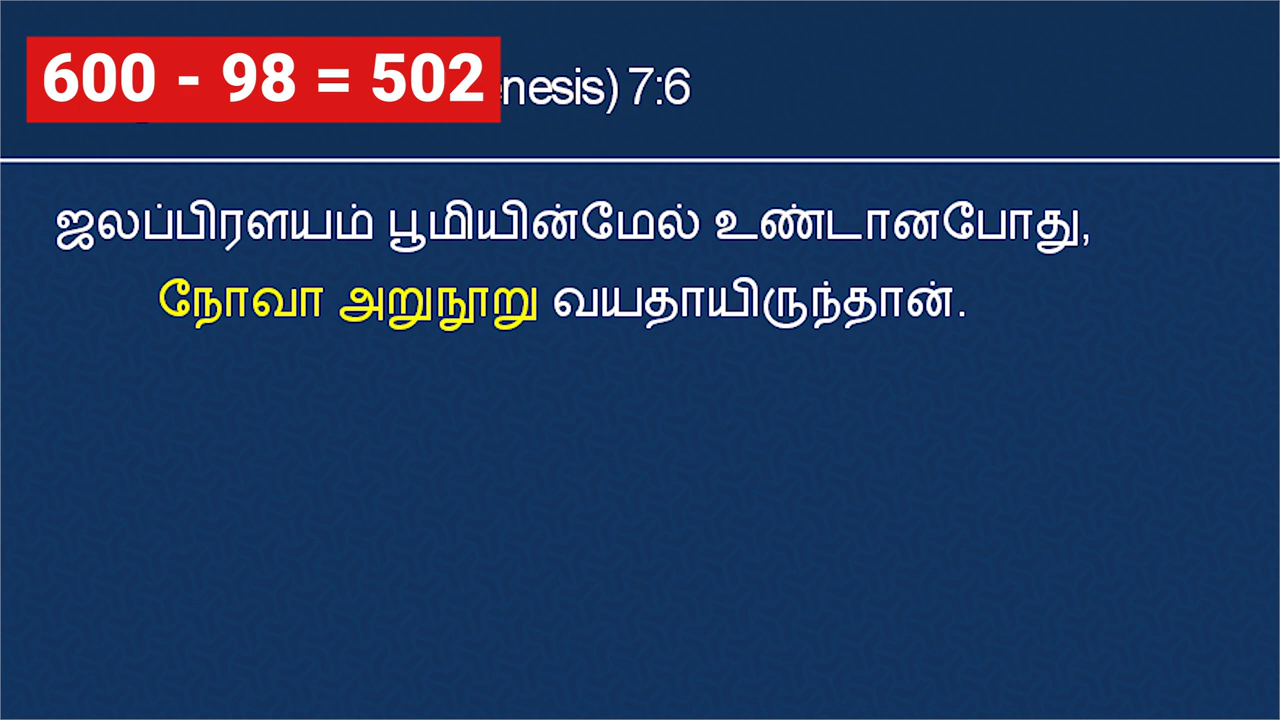 600 - 98 = 502
enesis) 7:6
ஜலப்பிரளயம் பூமியின்மேல் உண்டானபோது,
நோவா அறுநூறு வயதாயிருந்தான்.